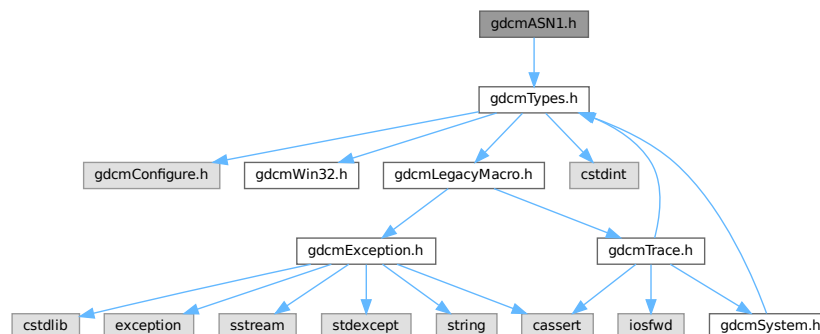 gdcmASN1.h
gdcmTypes.h
gdcmConfigure.h
gdcmWin32.h
gdcmLegacyMacro.h
cstdint
gdcmException.h
gdcmTrace.h
cstdlib
exception
sstream
stdexcept
string
cassert
iosfwd
gdcmSystem.h